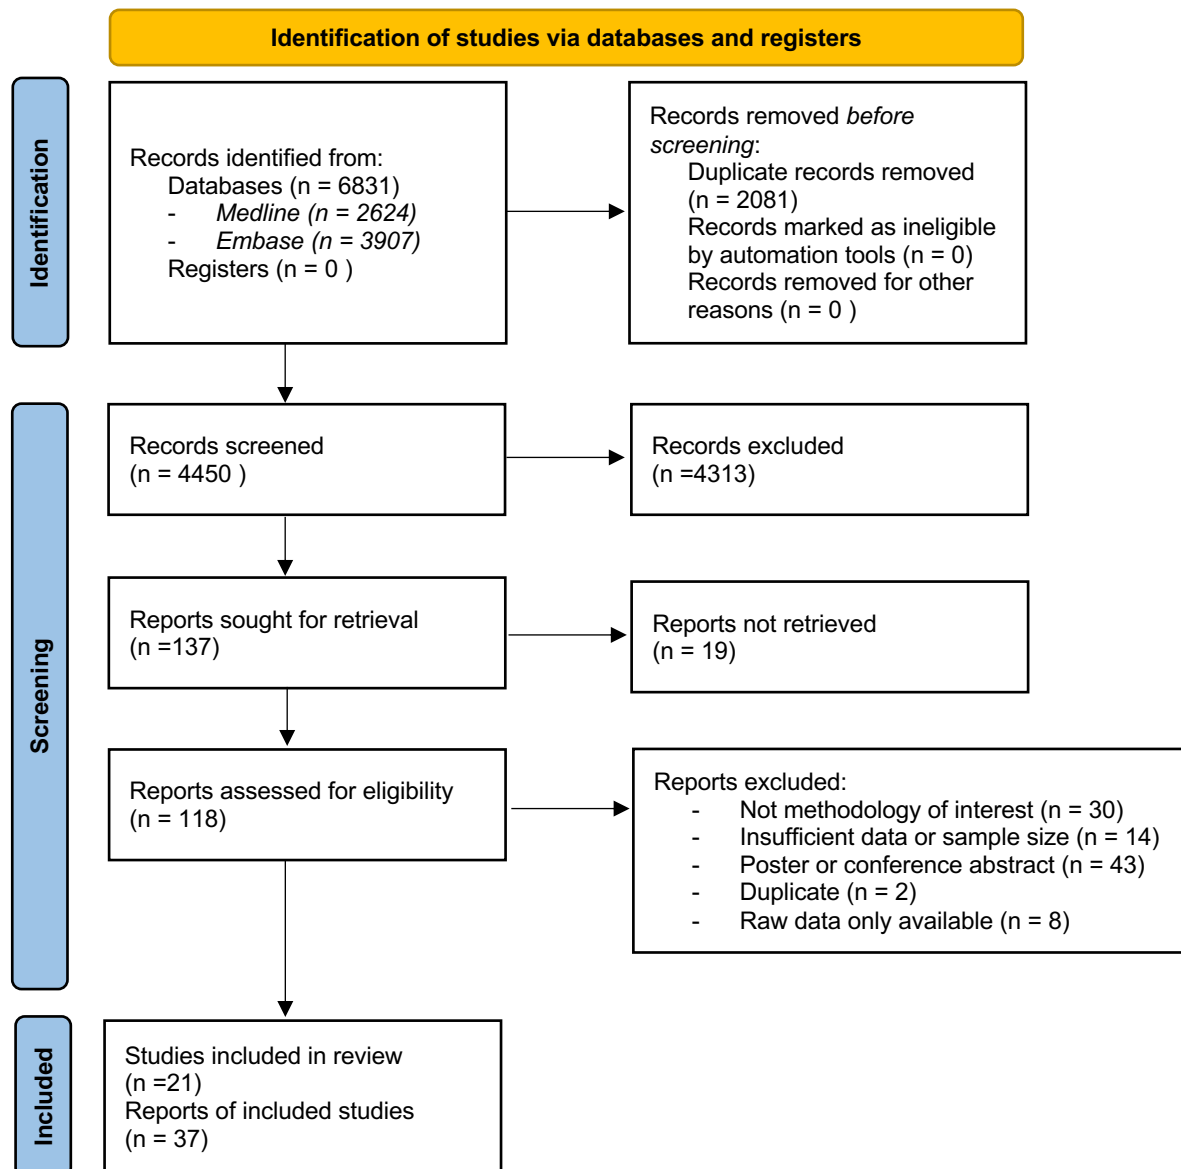 Identification of studies via databases and registers
Identification
Records identified from:
Databases (n = 6831)
- Medline (n = 2624)
- Embase (n = 3907)
Registers (n = 0 )
Records removed before
screening:
Duplicate records removed
(n = 2081)
Records marked as ineligible
by automation tools (n = 0)
Records removed for other
reasons (n = 0 )
Screening
Records screened
(n = 4450 )
Records excluded
(n =4313)
Reports sought for retrieval
(n =137)
Reports not retrieved
(n = 19)
Reports assessed for eligibility
(n = 118)
Reports excluded:
- Not methodology of interest (n = 30)
- Insufficient data or sample size (n = 14)
- Poster or conference abstract (n = 43)
- Duplicate (n = 2)
- Raw data only available (n = 8)
Included
Studies included in review
(n =21)
Reports of included studies
(n = 37)